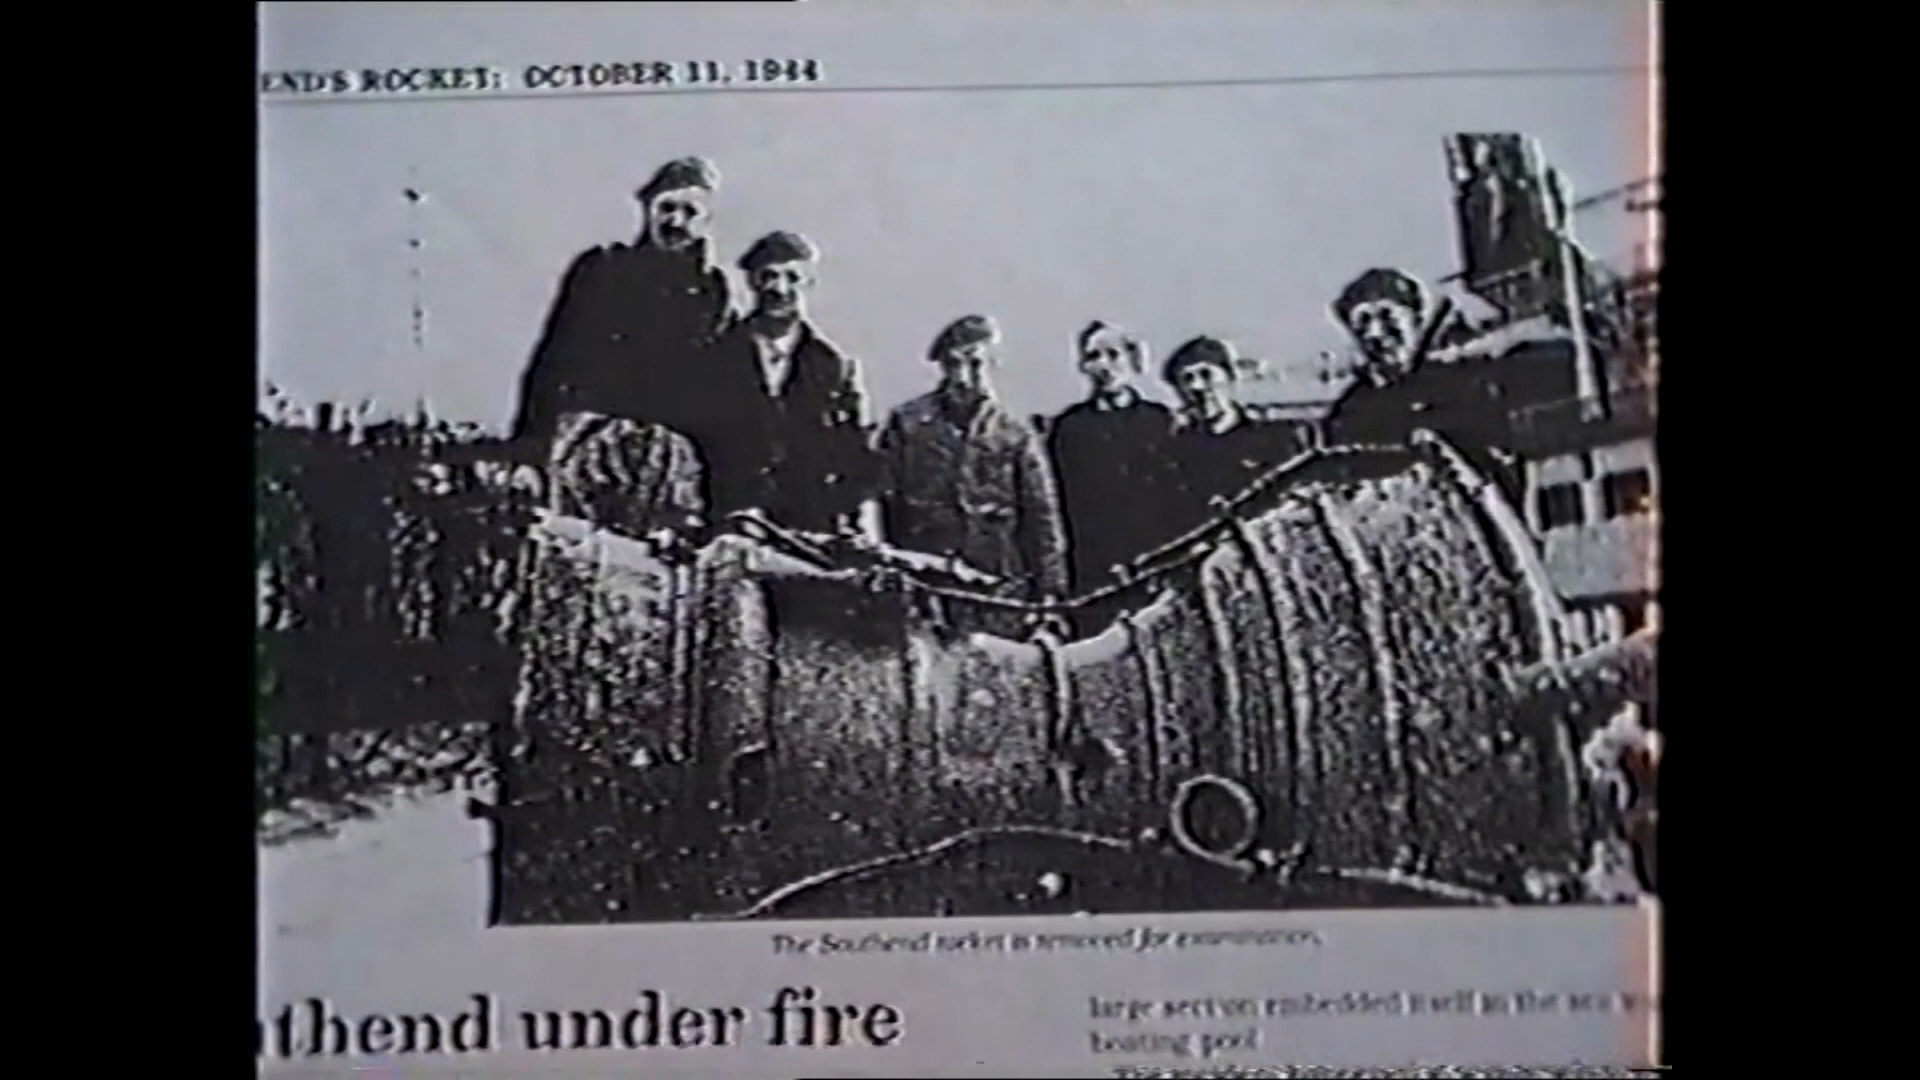 END'S ROCKET: OCTOBER 11, 1944
The Southend rocket is removed for examination.
thend under fire
large section embedded itself in the sea
boating pool